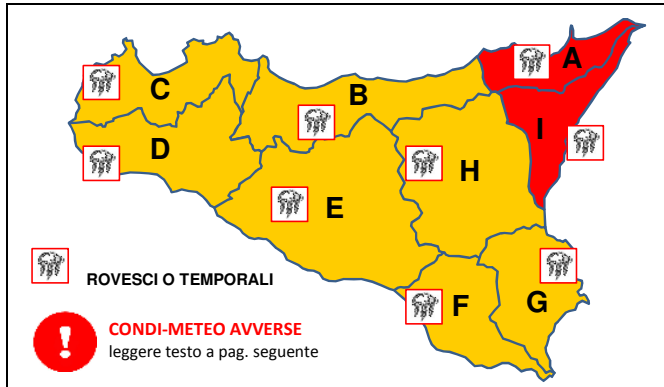 A
C
B
I
D
H
E
G
F
ROVESCI O TEMPORALI
CONDI-METEO AVVERSE
leggere testo a pag. seguente